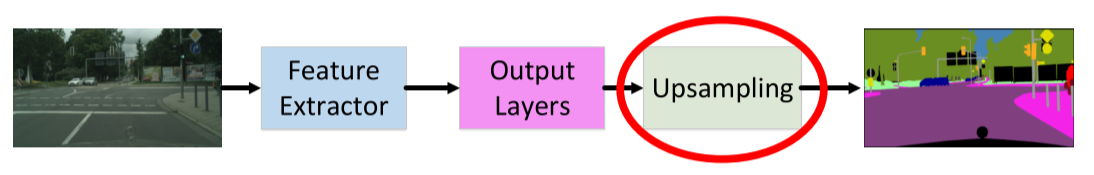 Feature
Extractor
Output
Layers
Upsampling